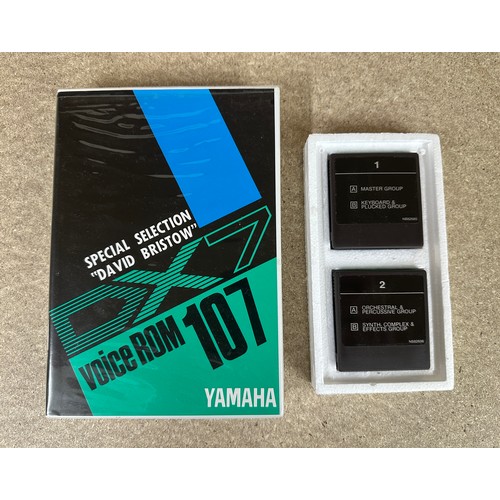 SPECIAL SELECTION
"DAVID BRISTOW"
DX7
voice ROM 107
YAMAHA
1
A MASTER GROUP
B KEYBOARD &
PLUCKED GROUP
2
A ORCHESTRAL &
PERCUSSIVE GROUP
B SYNTH, COMPLEX &
EFFECTS GROUP